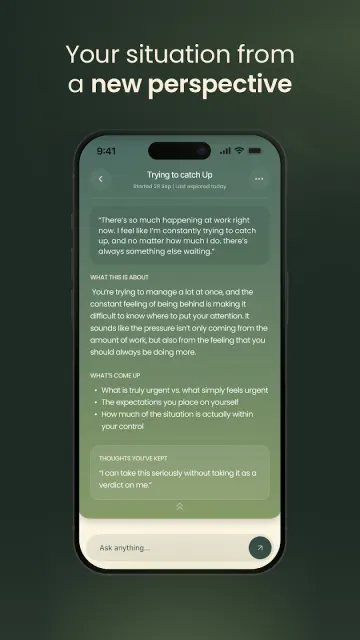 Your situation from
a new perspective
9:41
Trying to catch Up
Started 28 Sep | Last explored today
"There's so much happening at work right
now. I feel like I'm constantly trying to catch
up, and no matter how much I do, there's
always something else waiting."
WHAT THIS IS ABOUT
You're trying to manage a lot at once, and the
constant feeling of being behind is making it
difficult to know where to put your attention. It
sounds like the pressure isn't only coming from the
amount of work, but also from the feeling that you
should always be doing more.
WHAT'S COME UP
• What is truly urgent vs. what simply feels urgent
• The expectations you place on yourself
• How much of the situation is actually within
your control
THOUGHTS YOU'VE KEPT
"I can take this seriously without taking it as a
verdict on me."
Ask anything...